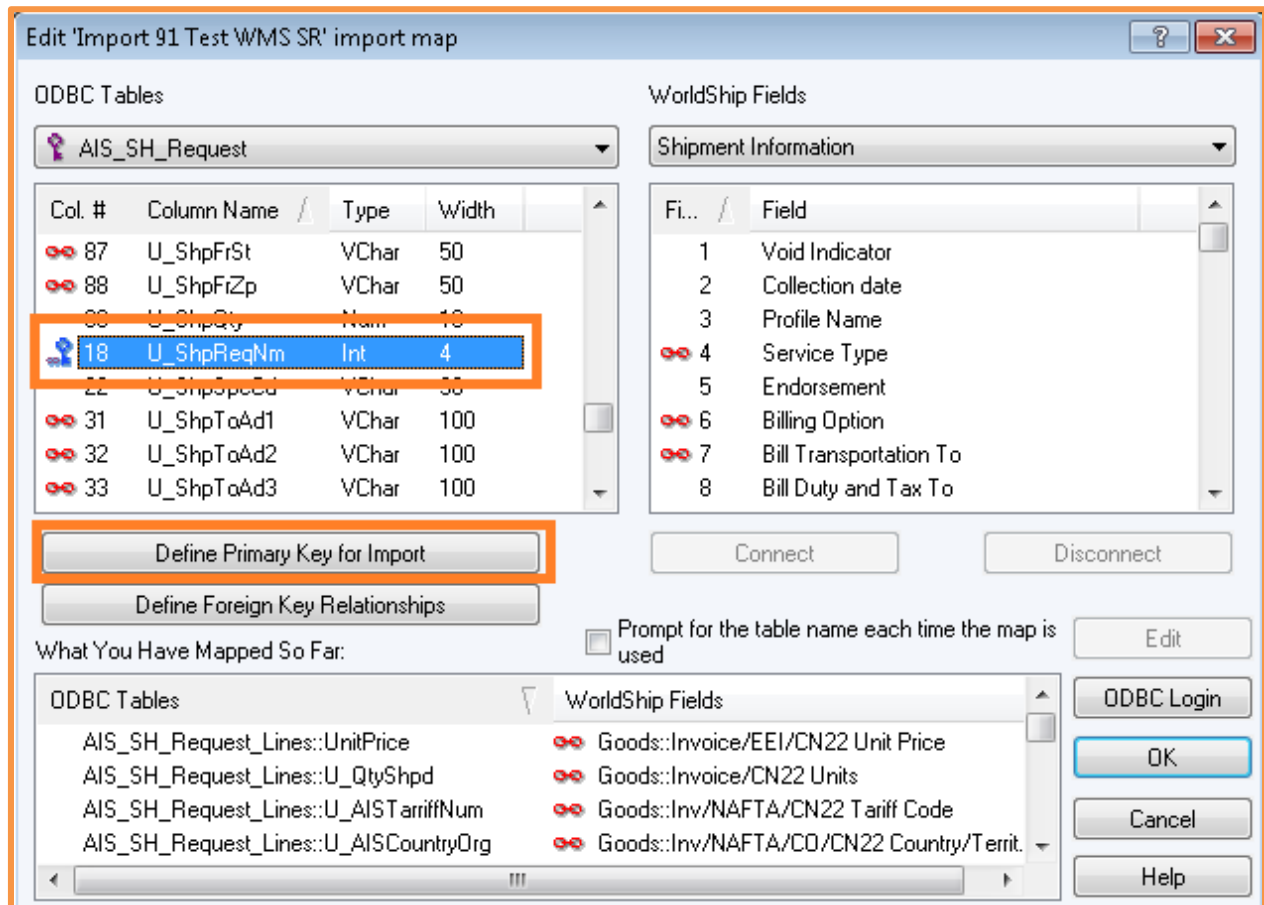 Edit 'Import 91 Test WMS SR' import map
ODBC Tables
WorldShip Fields
AIS_SH_Request
Shipment Information
Col. # Column Name Type Width
Fi... Field
87 U_ShpFrSt VChar 50
1 Void Indicator
88 U_ShpFrZp VChar 50
2 Collection date
U_ShpQty Num
3 Profile Name
18 U_ShpReqNm Int 4
4 Service Type
22 U_ShpSpcCd VChar
5 Endorsement
31 U_ShpToAd1 VChar 100
6 Billing Option
32 U_ShpToAd2 VChar 100
7 Bill Transportation To
33 U_ShpToAd3 VChar 100
8 Bill Duty and Tax To
Define Primary Key for Import
Connect
Disconnect
Define Foreign Key Relationships
Prompt for the table name each time the map is
used
Edit
What You Have Mapped So Far:
ODBC Tables WorldShip Fields
ODBC Login
AIS_SH_Request_Lines::UnitPrice Goods::Invoice/EEI/CN22 Unit Price
OK
AIS_SH_Request_Lines::U_QtyShpd Goods::Invoice/CN22 Units
AIS_SH_Request_Lines::U_AISTarriffNum Goods::Inv/NAFTA/CN22 Tariff Code
Cancel
AIS_SH_Request_Lines::U_AISCountryOrg Goods::Inv/NAFTA/CO/CN22 Country/Territ.
Help